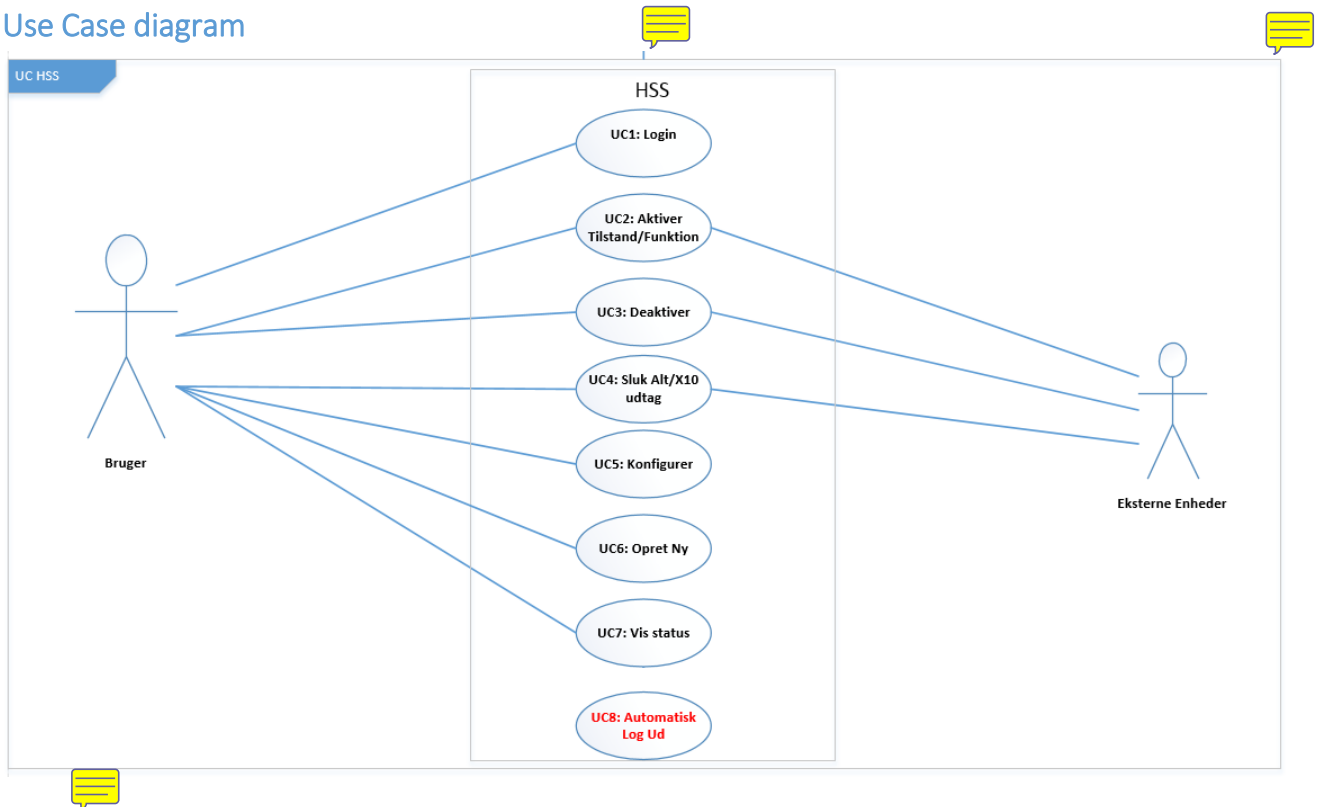 Use Case diagram
UC HSS
HSS
UC1: Login
UC2: Aktiver
Tilstand/Funktion
UC3: Deaktiver
UC4: Sluk Alt/X10
udtag
UC5: Konfigurer
UC6: Opret Ny
UC7: Vis status
UC8: Automatisk
Log Ud
Bruger
Eksterne Enheder